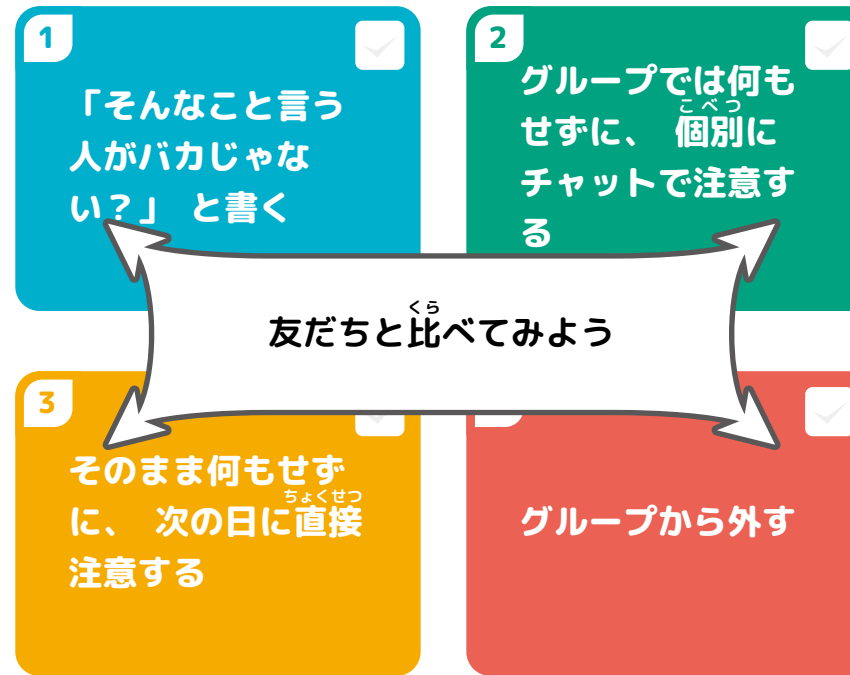 1
「そんなこと言う
人がバカじゃな
い？」 と書く
2
グループでは何も
こべつ
せずに、 個別に
チャットで注意す
る
くら
友だちと比べてみよう
3
そのまま何もせず
ちょくせつ
に、 次の日に直接
注意する
グループから外す